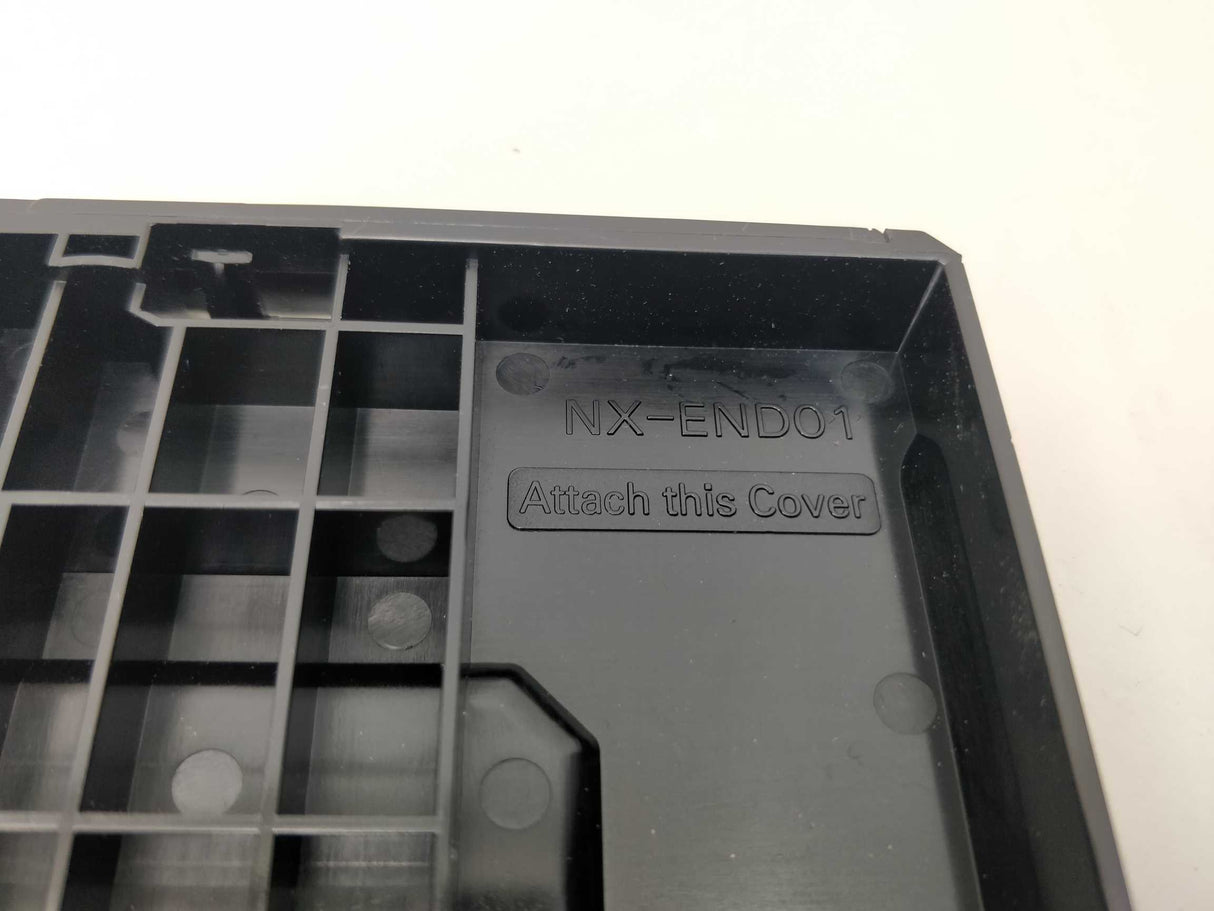 NX-END01
Attach this Cover